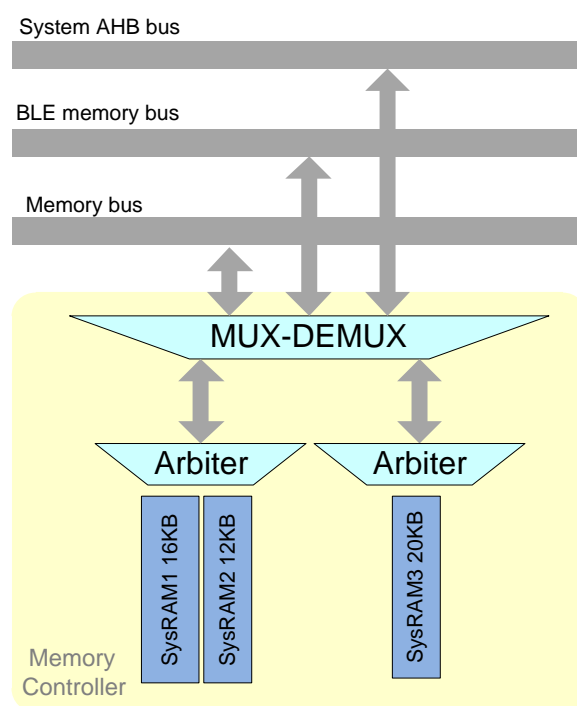 System AHB bus
BLE memory bus
Memory bus
MUX-DEMUX
Arbiter
Arbiter
SysRAM1 16KB
SysRAM2 12KB
SysRAM3 20KB
Memory
Controller